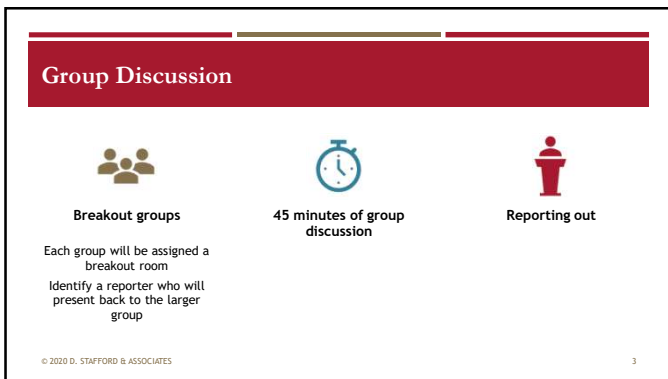 Group Discussion
Breakout groups
Each group will be assigned a
breakout room
Identify a reporter who will
present back to the larger
group
45 minutes of group
discussion
Reporting out
© 2020 D. STAFFORD & ASSOCIATES
3